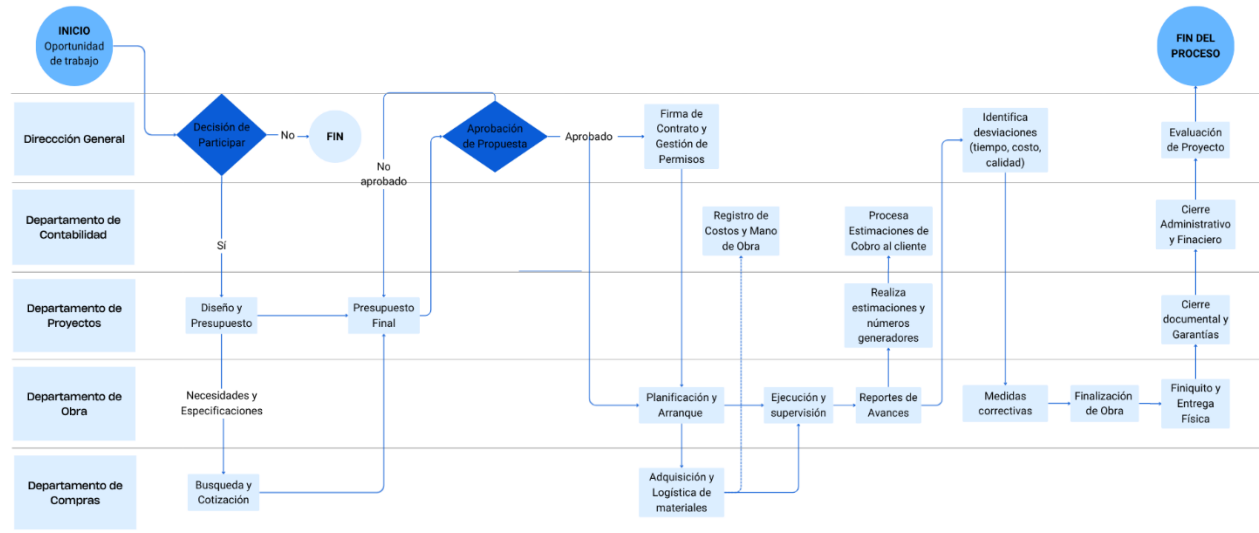 INICIO
Oportunidad
de trabajo
FIN DEL
PROCESO
Direccción General
Decisión de
Participar
No
FIN
No
aprobado
Aprobación
de Propuesta
Aprobado
Firma de
Contrato y
Gestión de
Permisos
Identifica
desviaciones
(tiempo, costo,
calidad)
Evaluación
de Proyecto
Departamento de
Contabilidad
Sí
Registro de
Costos y Mano
de Obra
Procesa
Estimaciones de
Cobro al cliente
Cierre
Administrativo
y Finaciero
Departamento de
Proyectos
Diseño y
Presupuesto
Presupuesto
Final
Realiza
estimaciones y
números
generadores
Cierre
documental y
Garantías
Departamento de
Obra
Necesidades y
Especificaciones
Planificación y
Arranque
Ejecución y
supervisión
Reportes de
Avances
Medidas
correctivas
Finalización
de Obra
Finiquito y
Entrega
Física
Departamento de
Compras
Busqueda y
Cotización
Adquisición y
Logística de
materiales